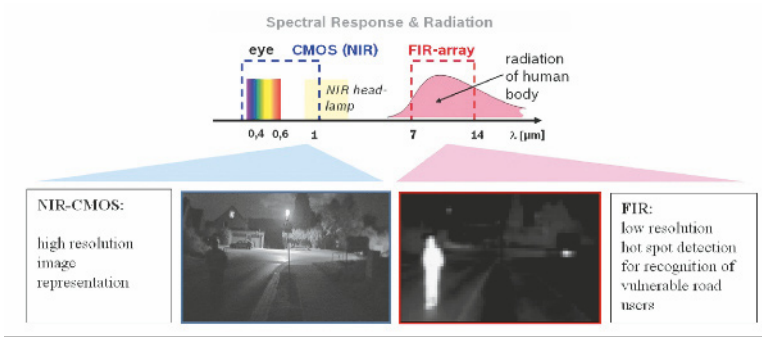 Spectral Response & Radiation
eye CMOS (NIR) FIR-array
radiation
of human
body
NIR head-
lamp
0,4 0,6 1 7 14 λ [µm]
NIR-CMOS:
high resolution
image
representation
FIR:
low resolution
hot spot detection
for recognition of
vulnerable road
users